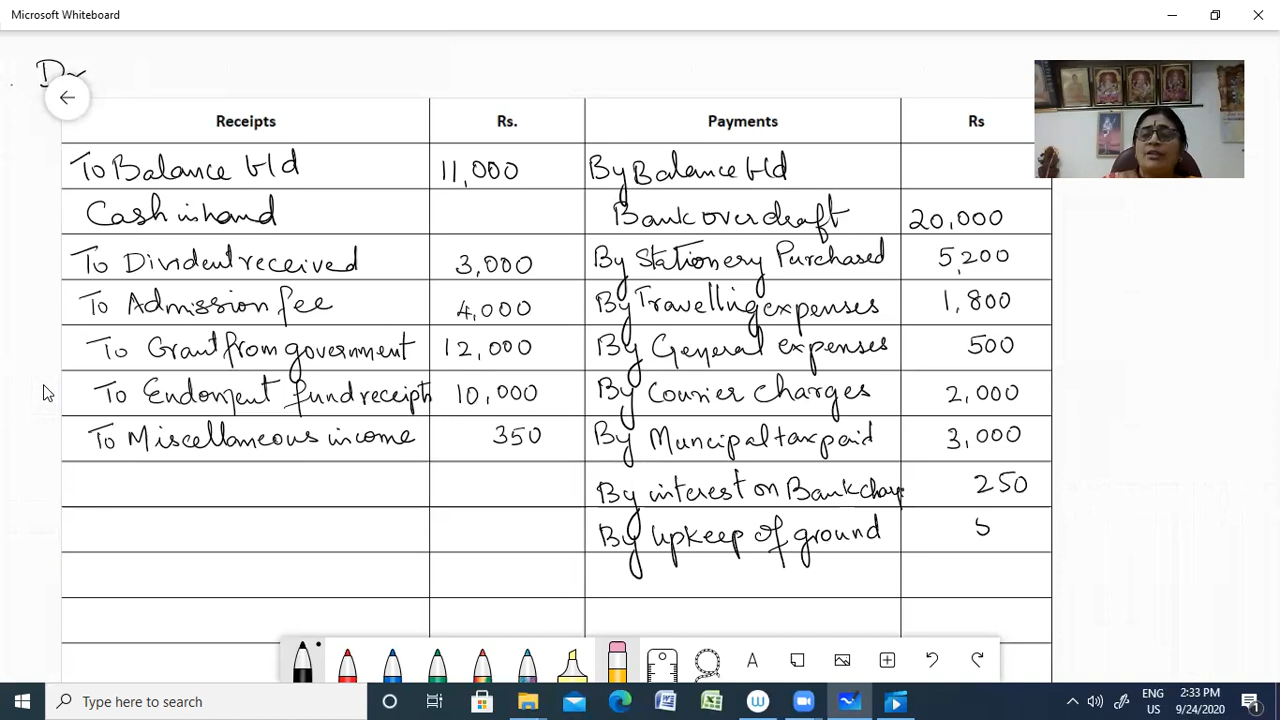 Microsoft Whiteboard
Dr
Receipts Rs. Payments Rs
To Balance b/d 11,000 By Balance b/d
Cash in hand Bank overdraft 20,000
To Divident received 3,000 By Stationery Purchased 5,200
To Admission fee 4,000 By Travelling expenses 1,800
To Grant from government 12,000 By General expenses 500
To Endoment fund receipts 10,000 By Courier charges 2,000
To Miscellaneous income 350 By Muncipal tax paid 3,000
By interest on Bank charges 250
By upkeep of ground 5
Type here to search
ENG
US
2:33 PM
9/24/2020
1